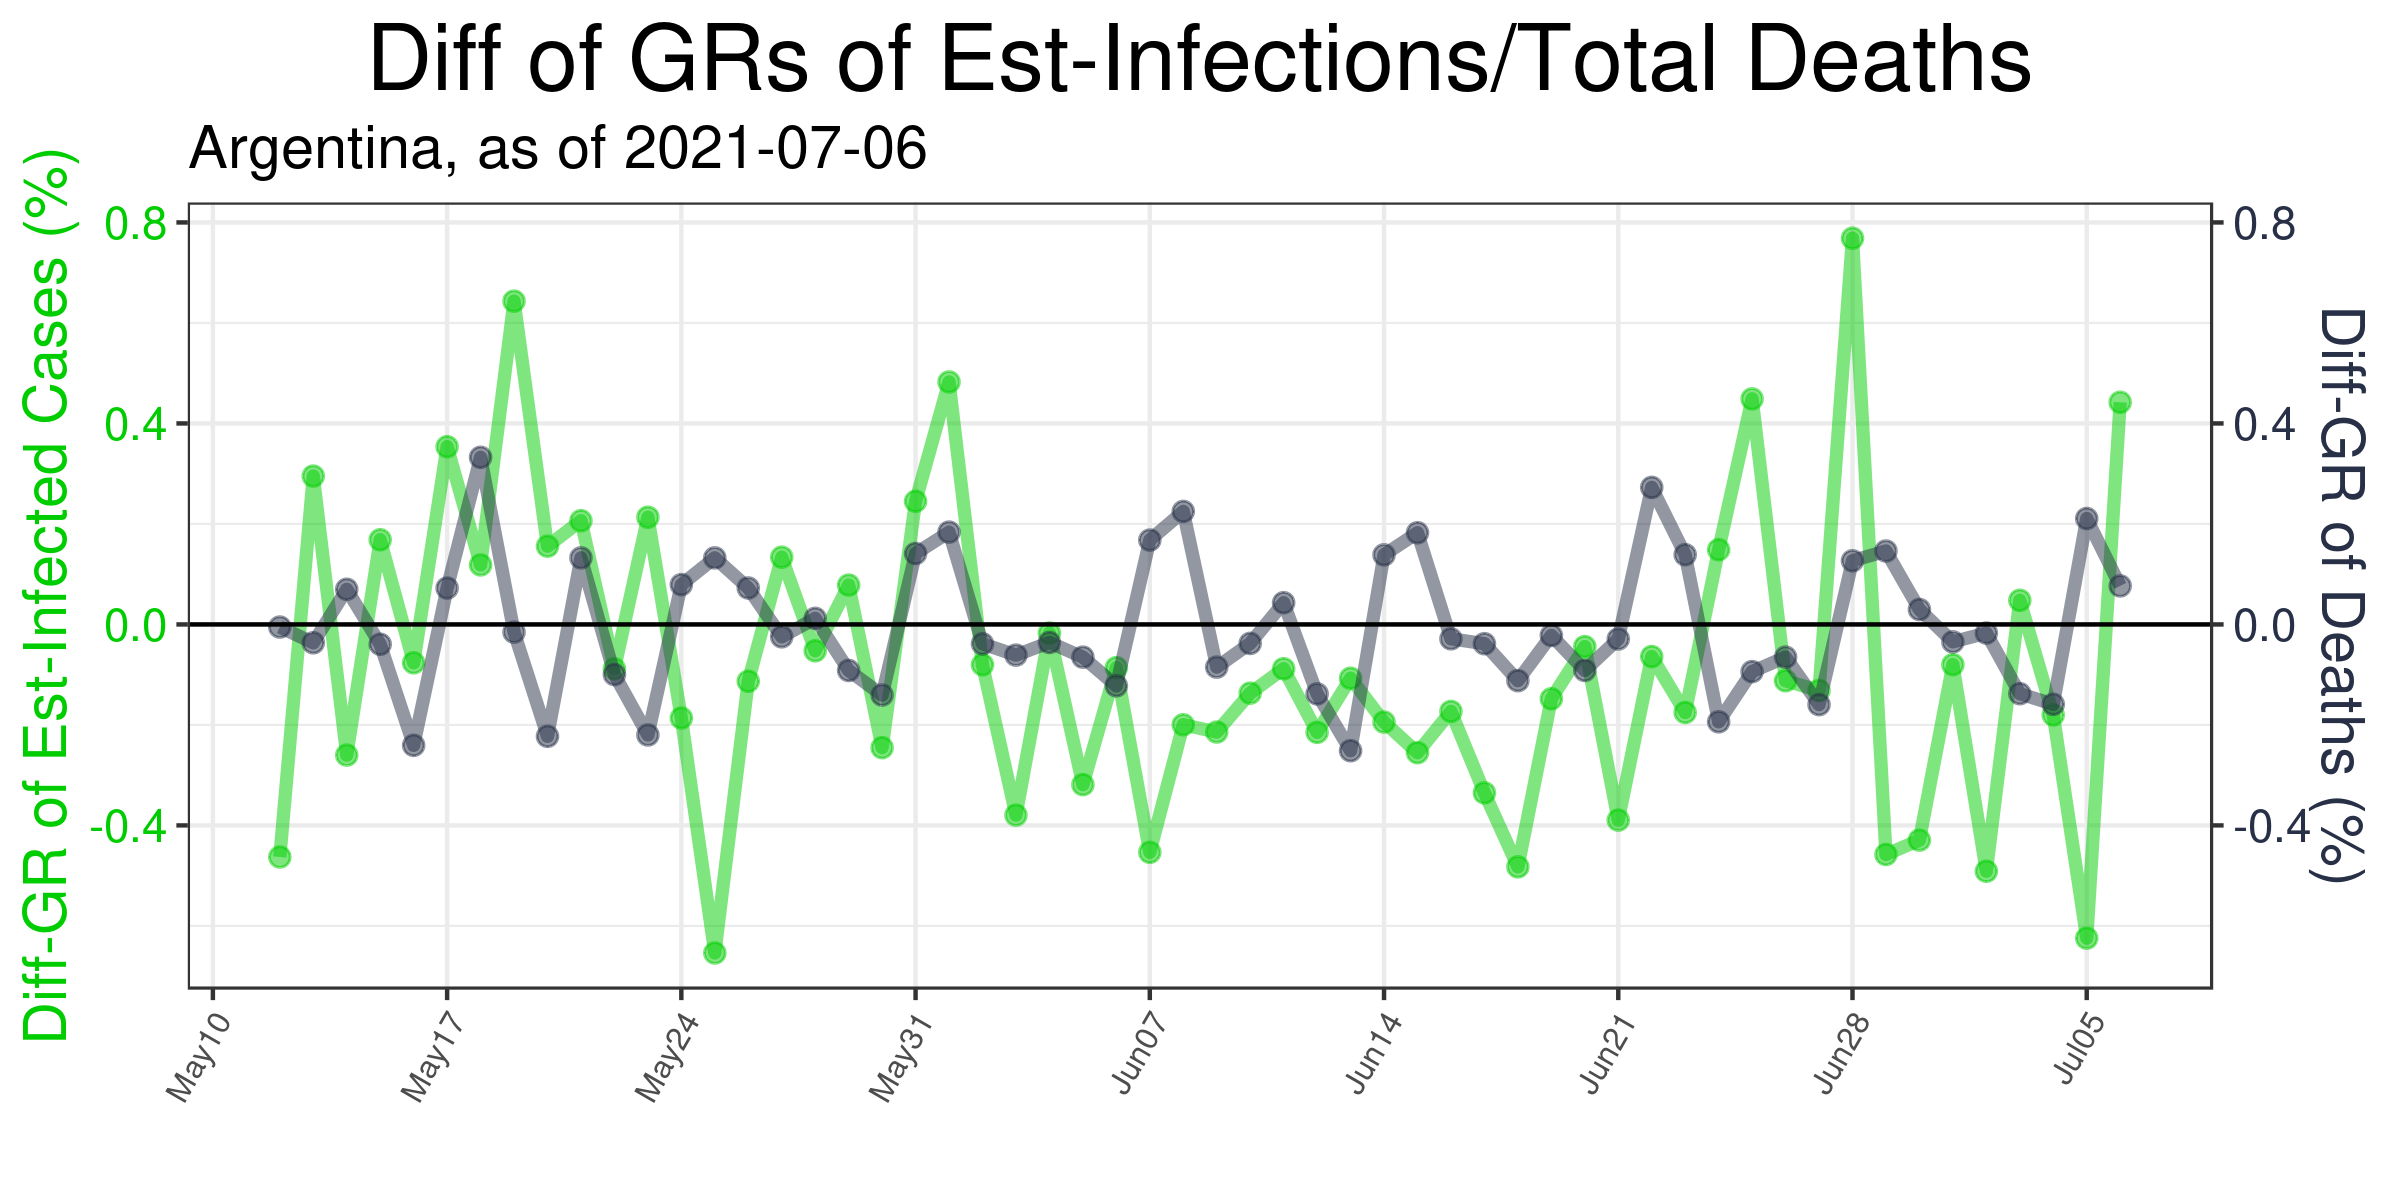 Diff of GRs of Est-Infections/Total Deaths
Argentina, as of 2021-07-06
Diff-GR of Est-Infected Cases (%)
0.8
0.4
0.0
-0.4
0.8
0.4
0.0
-0.4
Diff-GR of Deaths (%)
May10
May17
May24
May31
Jun07
Jun14
Jun21
Jun28
Jul05